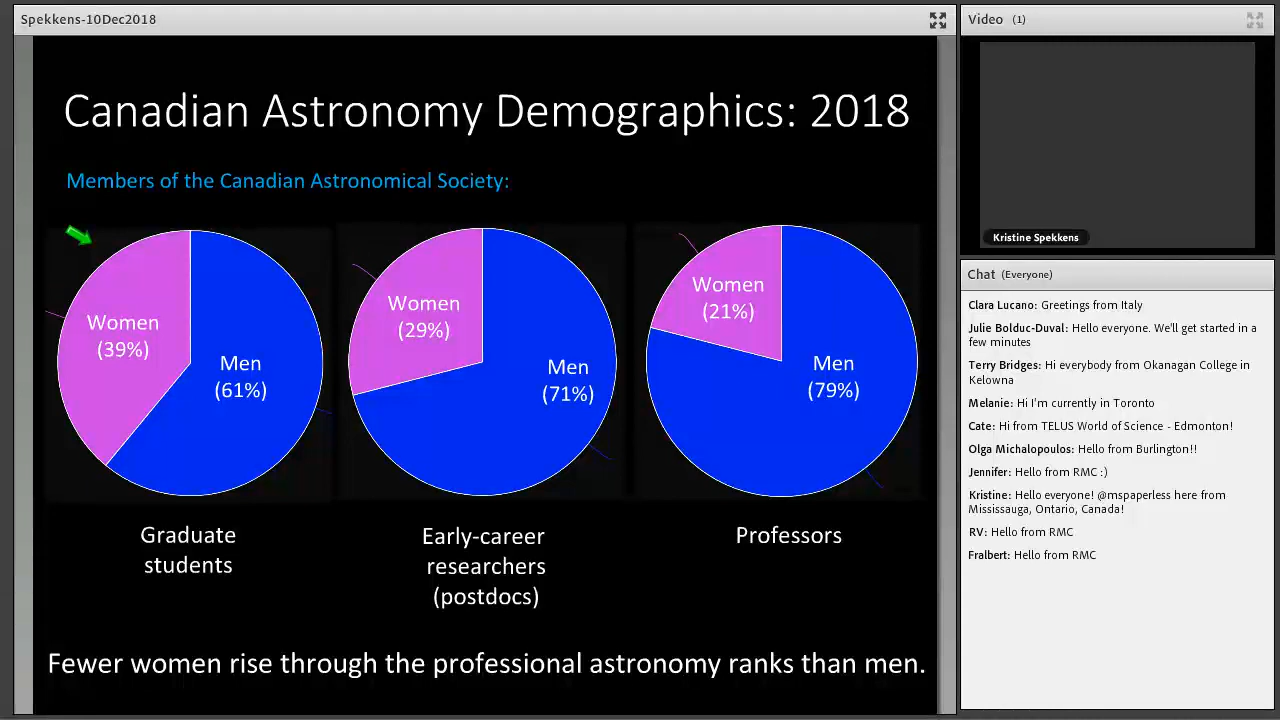 Spekkens-10Dec2018
Canadian Astronomy Demographics: 2018
Members of the Canadian Astronomical Society:
Women
(39%)
Men
(61%)
Women
(29%)
Men
(71%)
Women
(21%)
Men
(79%)
Graduate
students
Early-career
researchers
(postdocs)
Professors
Fewer women rise through the professional astronomy ranks than men.
Video (1)
Kristine Spekkens
Chat (Everyone)
Clara Lucano: Greetings from Italy
Julie Bolduc-Duval: Hello everyone. We'll get started in a
few minutes
Terry Bridges: Hi everybody from Okanagan College in
Kelowna
Melanie: Hi I'm currently in Toronto
Cate: Hi from TELUS World of Science - Edmonton!
Olga Michalopoulos: Hello from Burlington!!
Jennifer: Hello from RMC :)
Kristine: Hello everyone! @mspaperless here from
Mississauga, Ontario, Canada!
RV: Hello from RMC
Fralbert: Hello from RMC